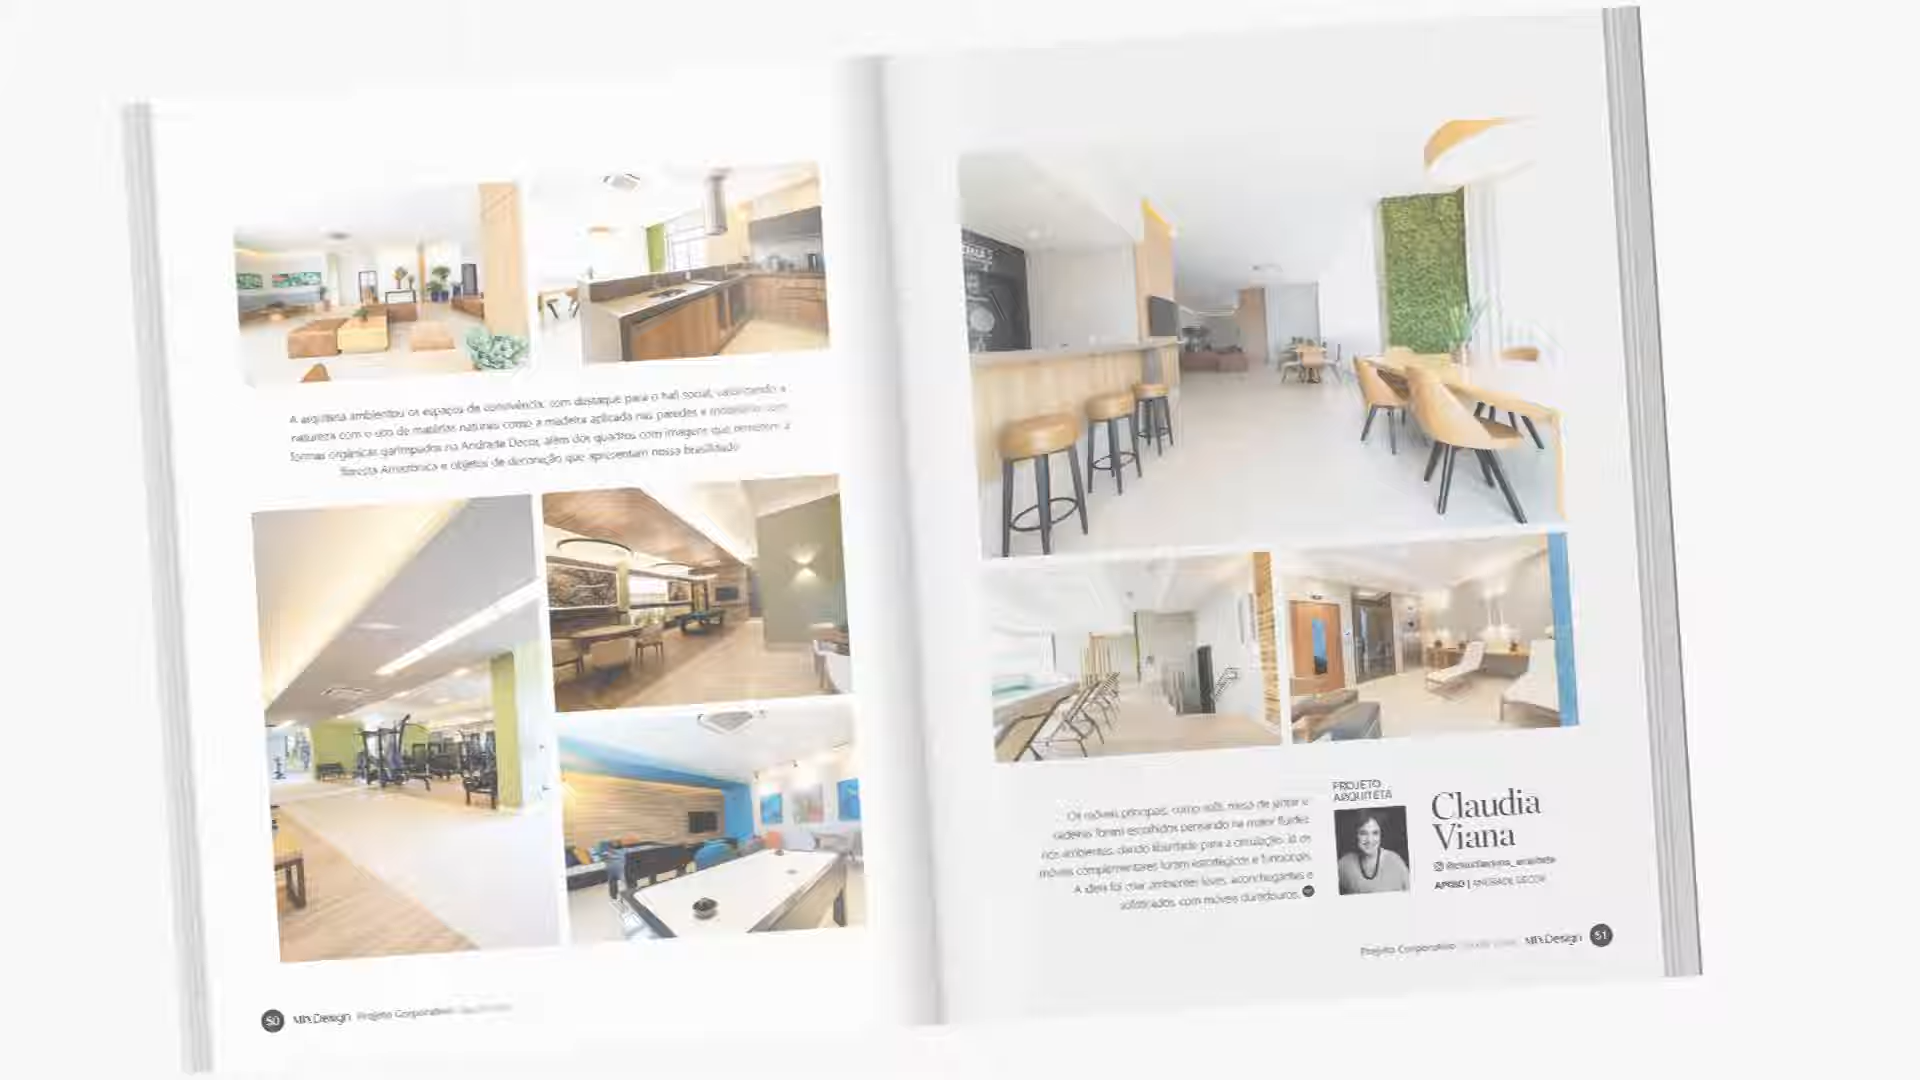 A arquiteta ambientou os espaços de convivência, com destaque para o hall social, valorizando a
natureza com o uso de matérias naturais como a madeira aplicada nas paredes e mobiliário com
formas orgânicas garimpados na Andrade Decor, além dos quadros com imagens que remetem a
floresta Amazônica e objetos de decoração que apresentam nossa brasilidade
50 Design Projeto Corporativo
Os móveis principais, como sofá, mesa de jantar e
cadeiras foram escolhidos pensando na maior fluidez
nos ambientes, dando liberdade para a circulação. Já os
móveis complementares foram estratégicos e funcionais.
A ideia foi criar ambientes leves, aconchegantes e
sofisticados, com móveis duradouros.
PROJETO
ARQUITETA
Claudia
Viana
APOIO | ANDRADE DECOR
Projeto Corporativo Design 51